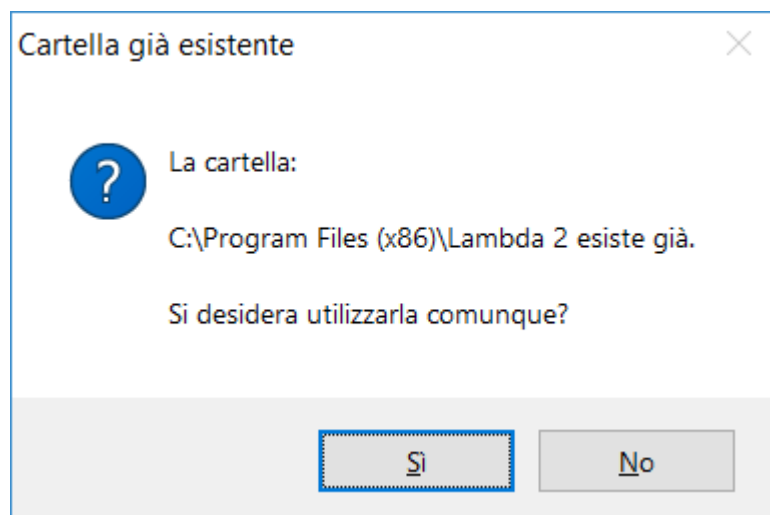 Cartella già esistente
La cartella:
C:\Program Files (x86)\Lambda 2 esiste già.
Si desidera utilizzarla comunque?
Sì
No